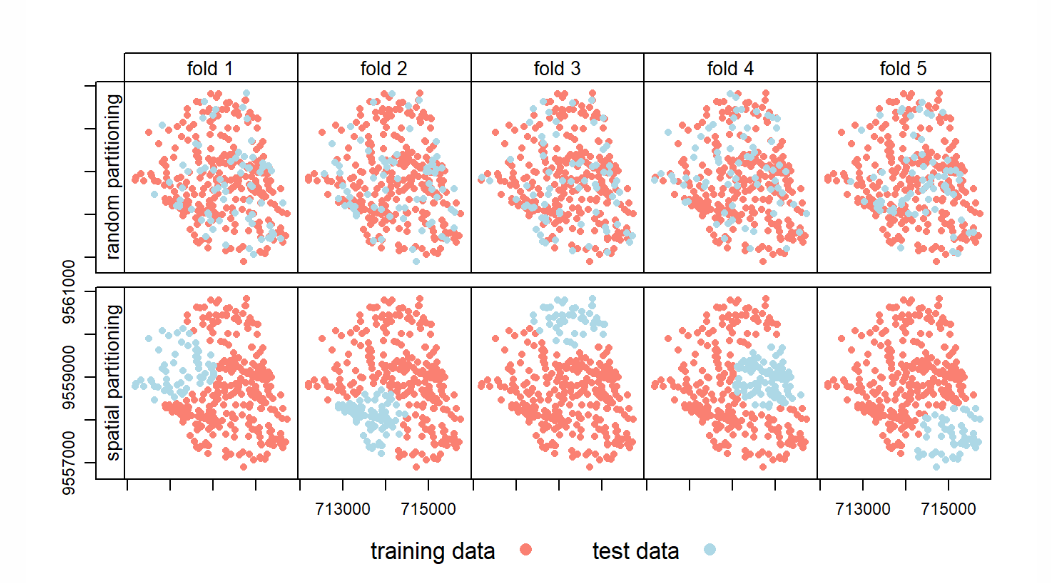 fold 1
fold 2
fold 3
fold 4
fold 5
random partitioning
spatial partitioning
9561000
9559000
9557000
713000
715000
713000
715000
training data
test data